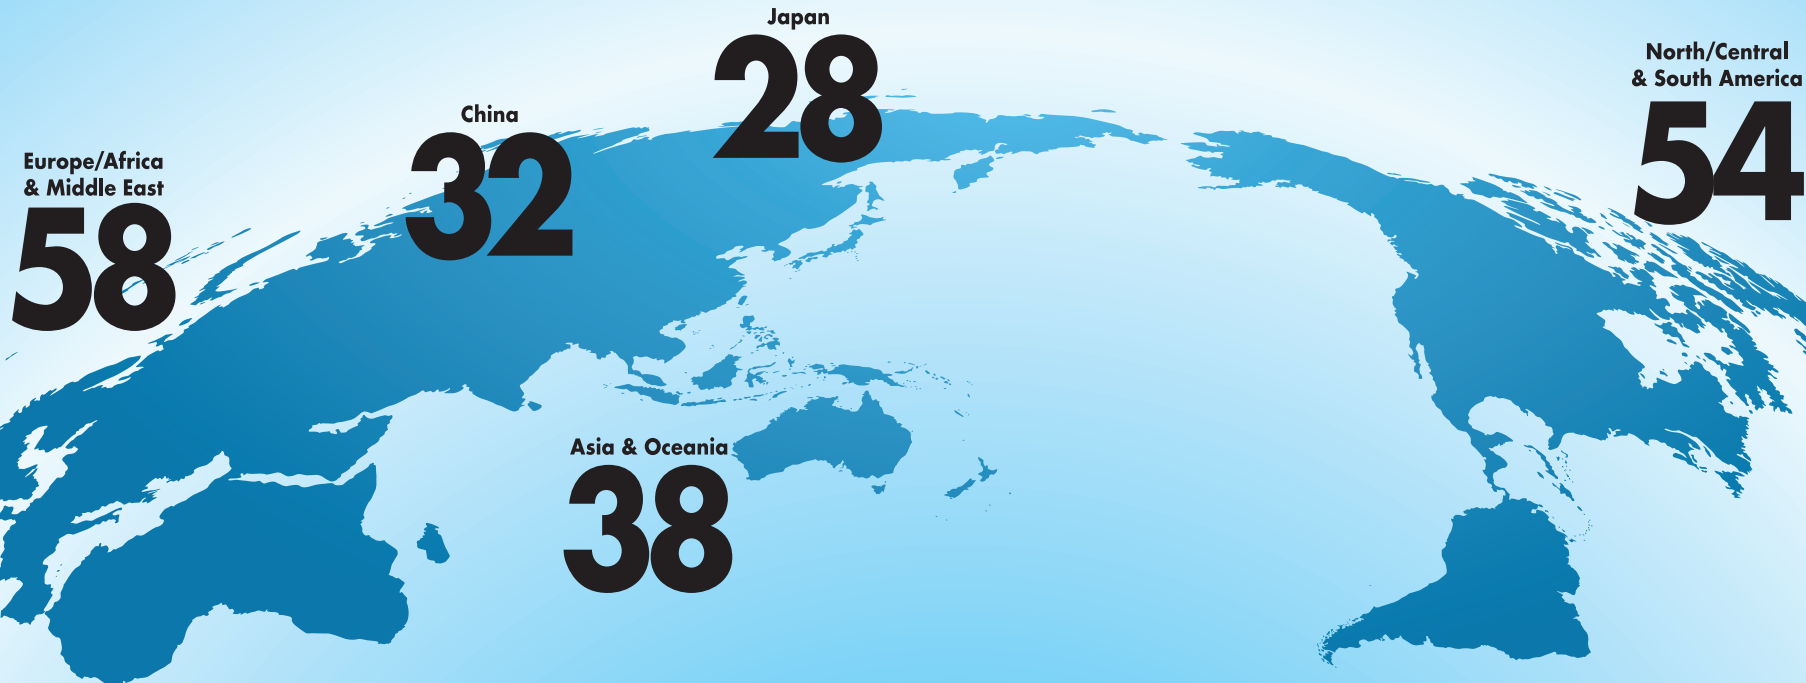 Japan
28
North/Central
& South America
54
China
32
Europe/Africa
& Middle East
58
Asia & Oceania
38